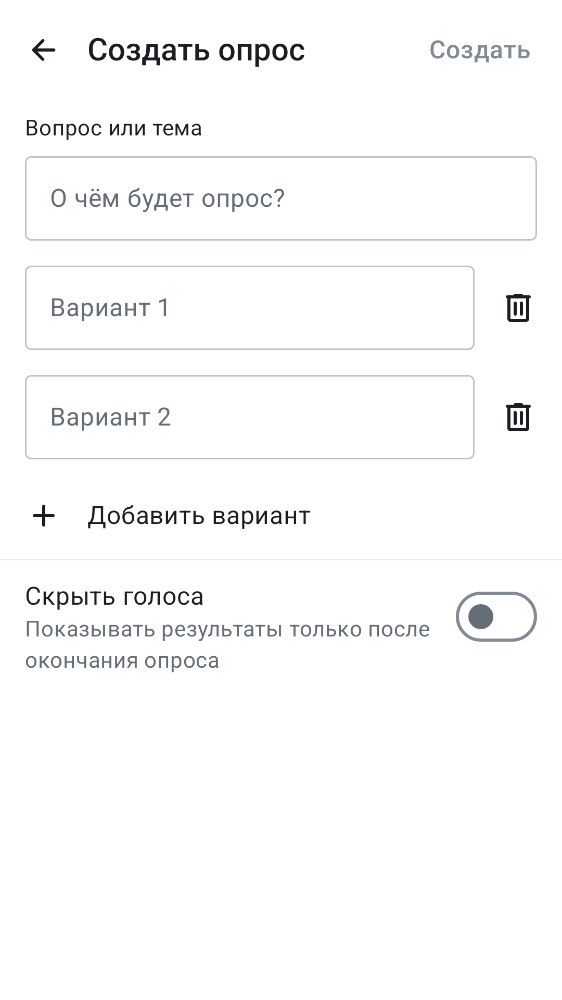 Создать опрос
Создать
Вопрос или тема
О чём будет опрос?
Вариант 1
Вариант 2
Добавить вариант
Скрыть голоса
Показывать результаты только после
окончания опроса